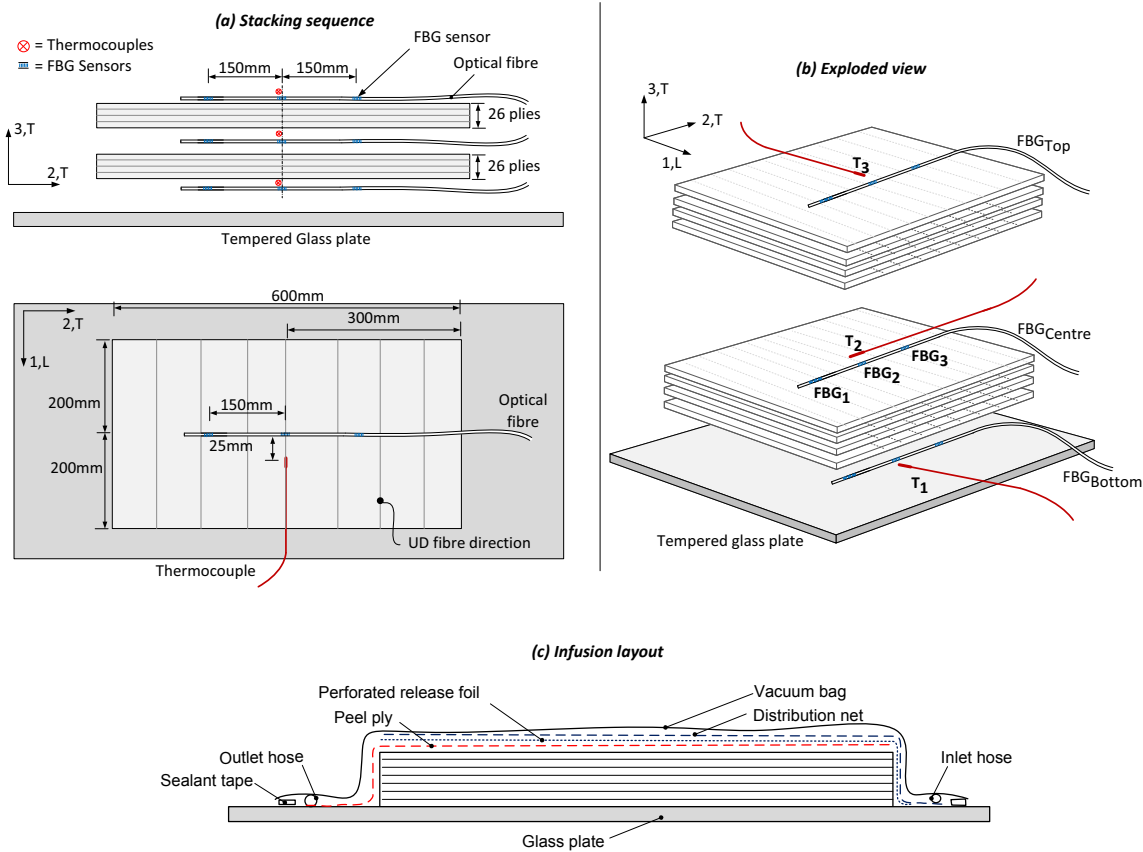 (a) Stacking sequence
= Thermocouples
= FBG Sensors
FBG sensor
Optical fibre
150mm
150mm
26 plies
26 plies
3,T
2,T
Tempered Glass plate
600mm
300mm
2,T
1,L
200mm
200mm
150mm
25mm
Optical
fibre
UD fibre direction
Thermocouple
(b) Exploded view
3,T
2,T
1,L
T3
FBGTop
T2
FBGCentre
FBG1
FBG2
FBG3
T1
FBGBottom
Tempered glass plate
(c) Infusion layout
Perforated release foil
Peel ply
Vacuum bag
Distribution net
Outlet hose
Sealant tape
Inlet hose
Glass plate